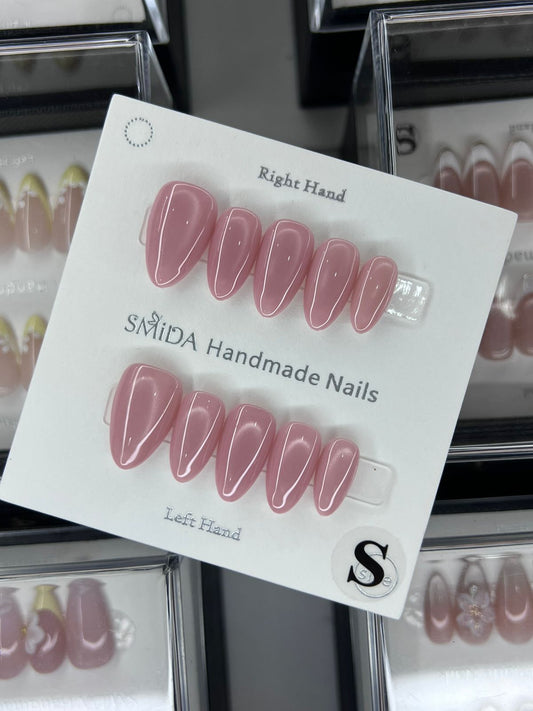 Right Hand
SMiDA Handmade Nails
Left Hand
S
S